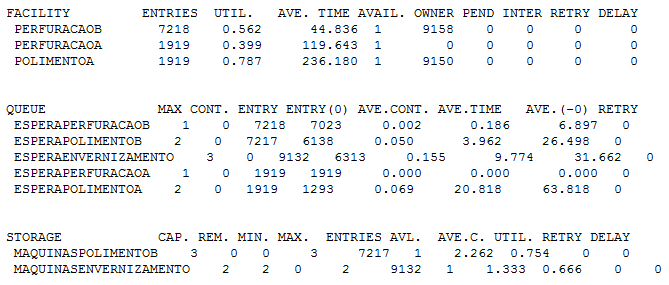 FACILITY ENTRIES UTIL. AVE. TIME AVAIL. OWNER PEND INTER RETRY DELAY
PERFURACAOB 7218 0.562 44.836 1 9158 0 0 0 0
PERFURACAOA 1919 0.399 119.643 1 0 0 0 0 0
POLIMENTOA 1919 0.787 236.180 1 9150 0 0 0 0
QUEUE MAX CONT. ENTRY ENTRY(0) AVE.CONT. AVE.TIME AVE.(-0) RETRY
ESPERAPERFURACAOB 1 0 7218 7023 0.002 0.186 6.897 0
ESPERAPOLIMENTOB 2 0 7217 6138 0.050 3.962 26.498 0
ESPERAENVERNIZAMENTO 3 0 9132 6313 0.155 9.774 31.662 0
ESPERAPERFURACAOA 1 0 1919 1919 0.000 0.000 0.000 0
ESPERAPOLIMENTOA 2 0 1919 1293 0.069 20.818 63.818 0
STORAGE CAP. REM. MIN. MAX. ENTRIES AVL. AVE.C. UTIL. RETRY DELAY
MAQUINASPOLIMENTOB 3 0 0 3 7217 1 2.262 0.754 0 0
MAQUINASENVERNIZAMENTO 2 2 0 2 9132 1 1.333 0.666 0 0